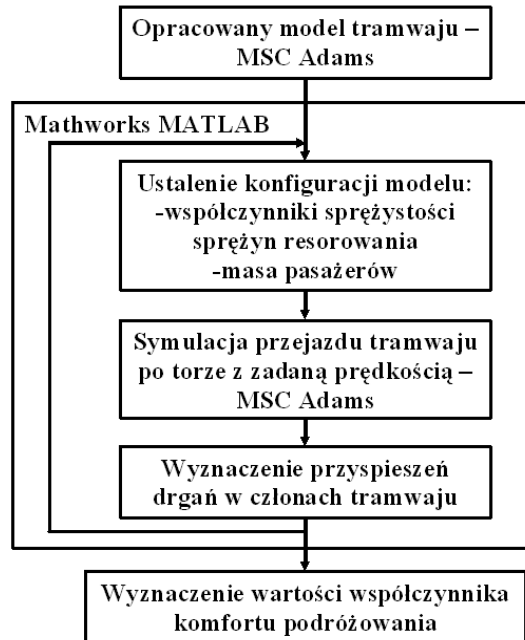 Opracowany model tramwaju –
MSC Adams
Mathworks MATLAB
Ustalenie konfiguracji modelu:
-współczynniki sprężystości
sprężyn resorowania
-masa pasażerów
Symulacja przejazdu tramwaju
po torze z zadaną prędkością –
MSC Adams
Wyznaczenie przyspieszeń
drgań w członach tramwaju
Wyznaczenie wartości współczynnika
komfortu podróżowania